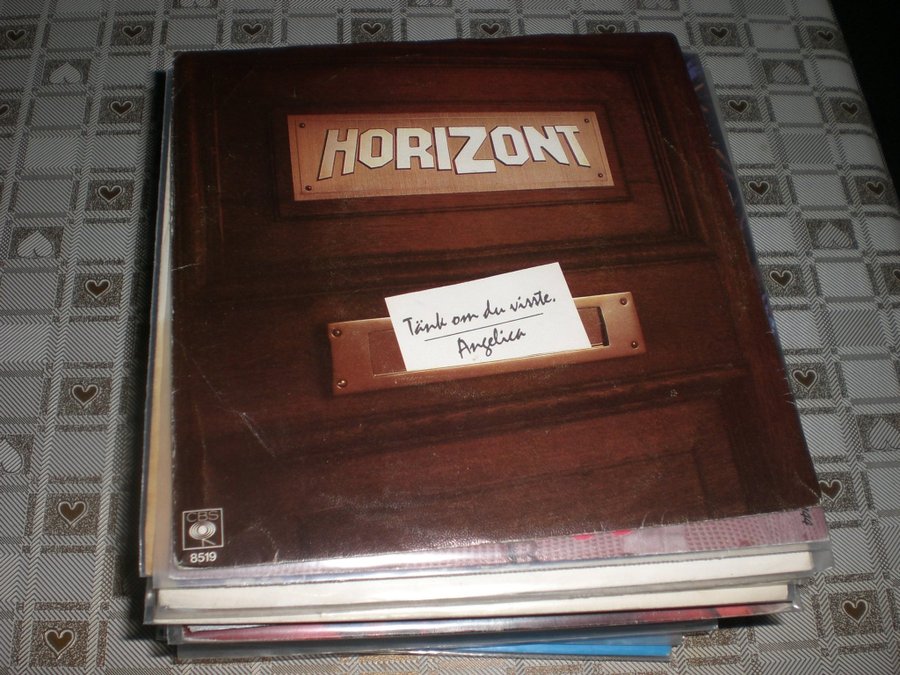 HORIZONT
Tänk om du visste.
Angelica
CBS
8519